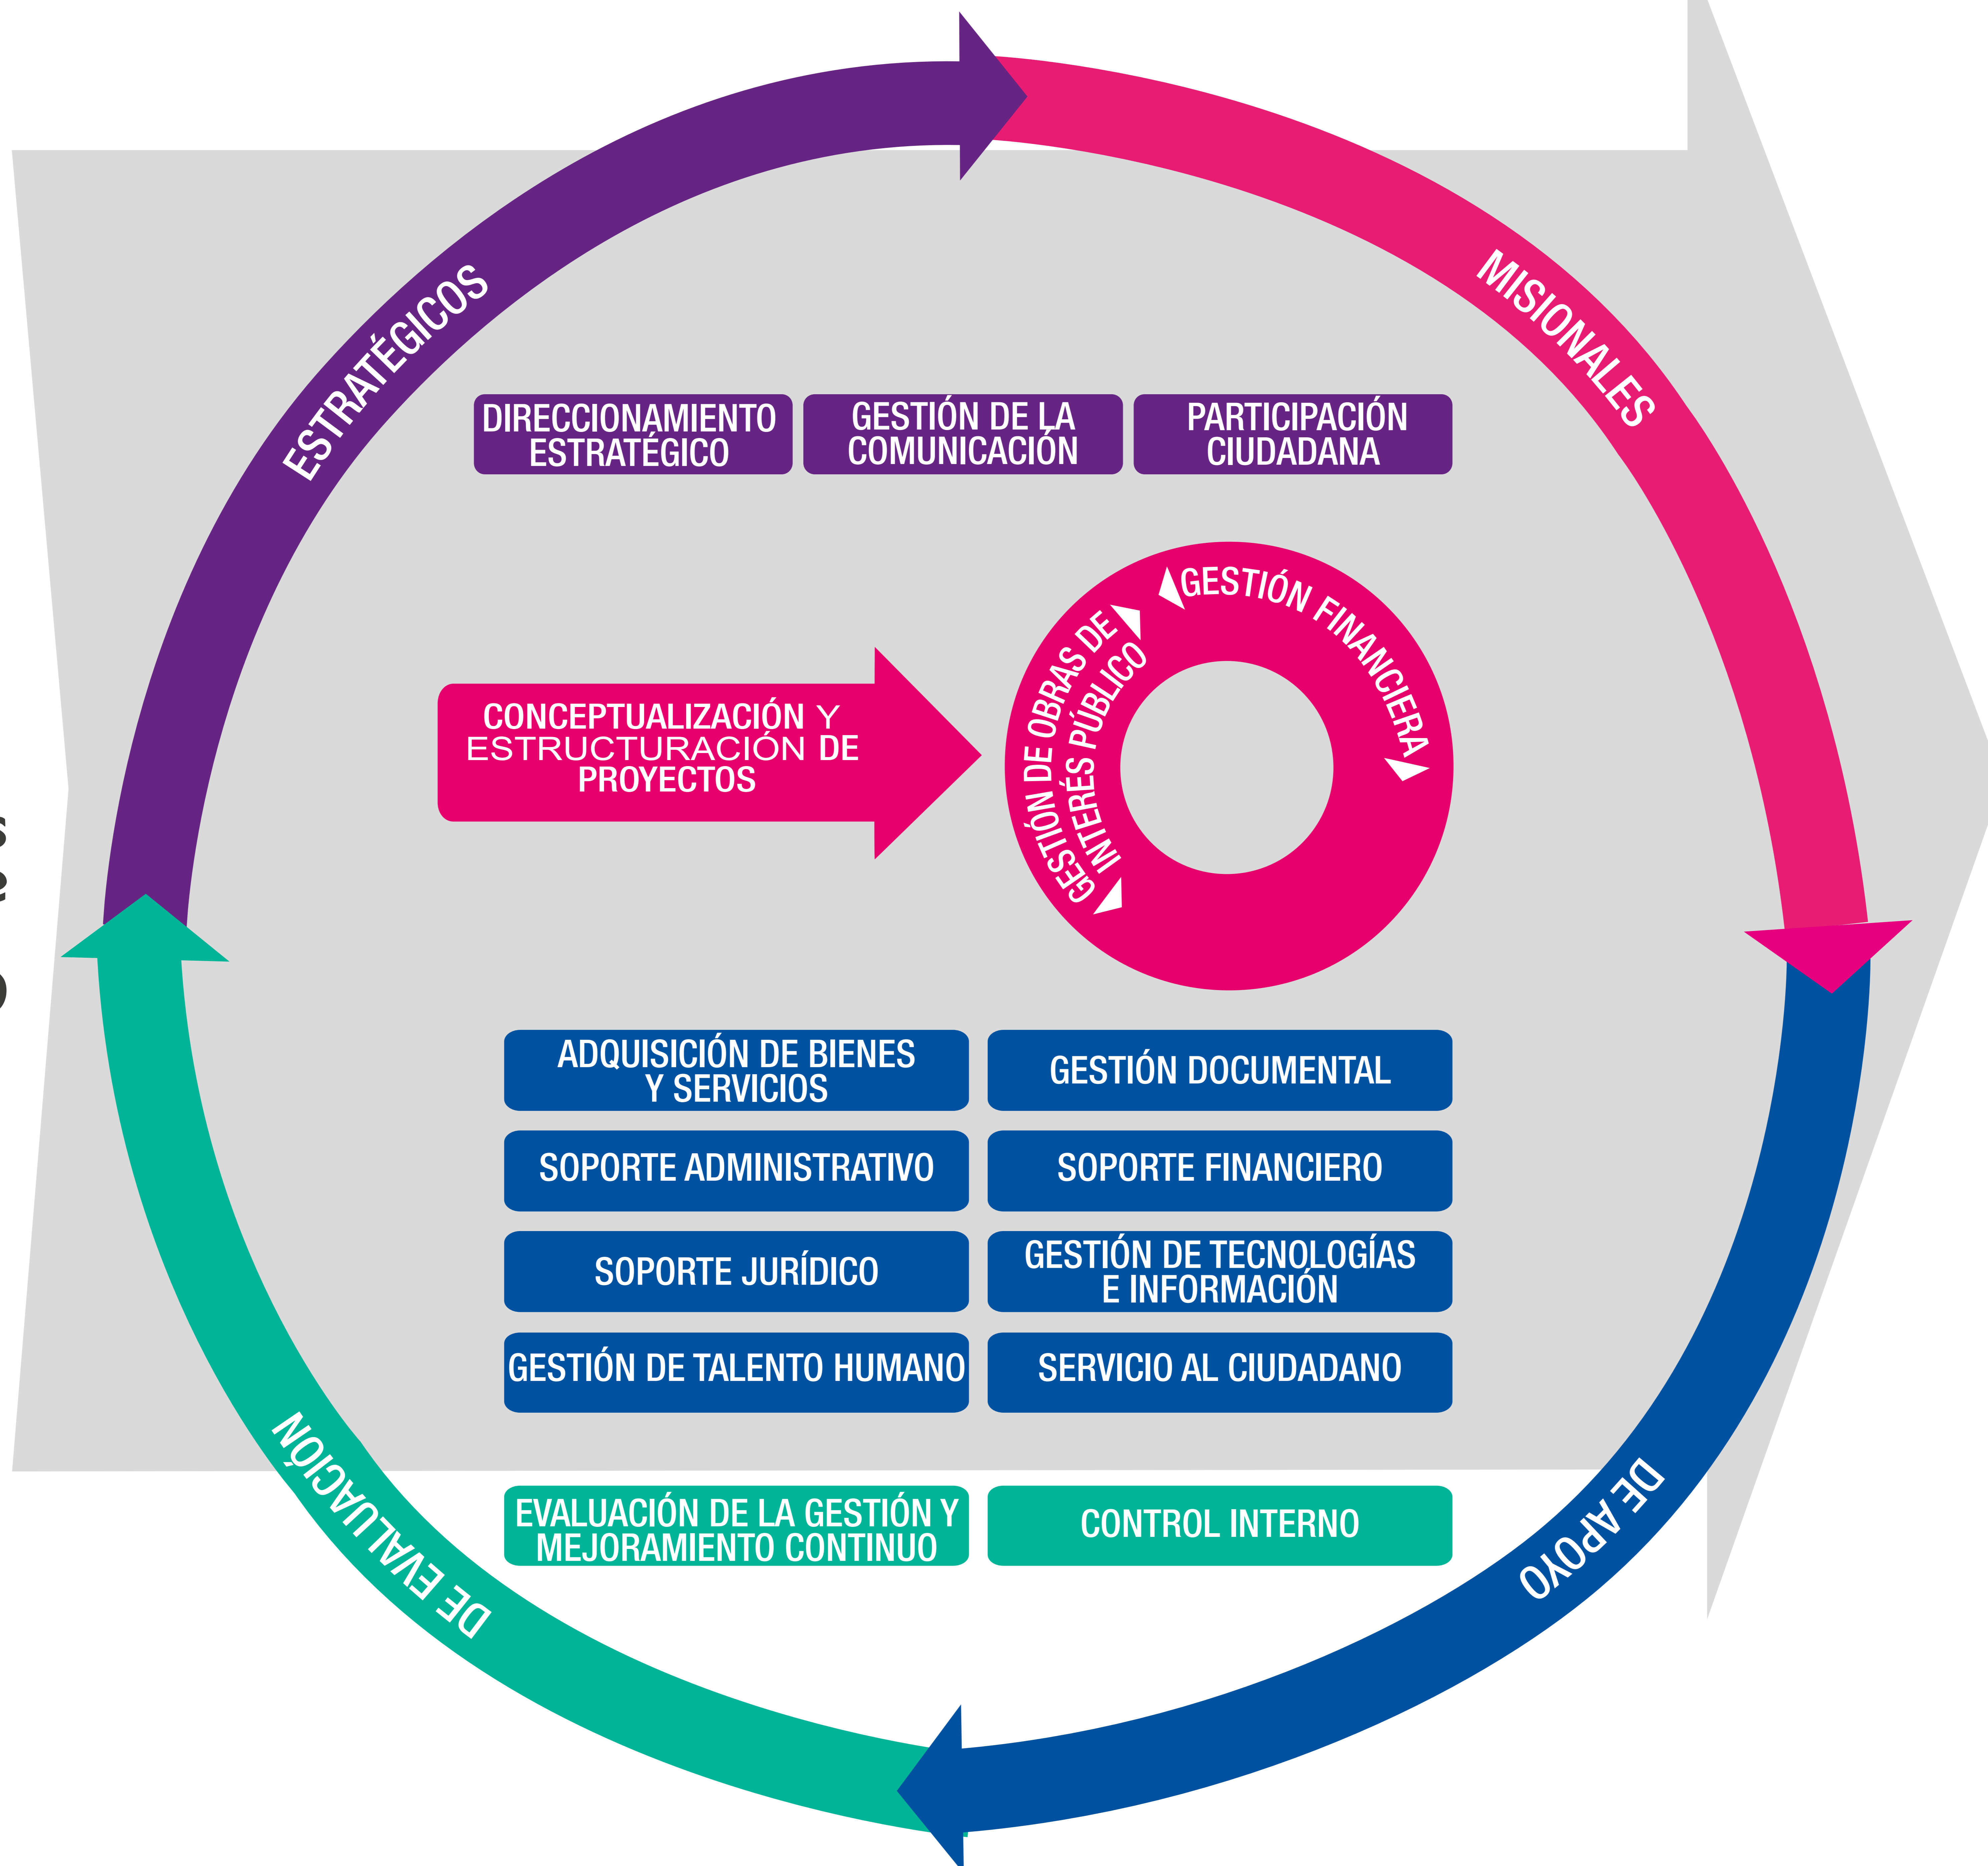 ESTRATÉGICOS
MISIONALES
DIRECCIONAMIENTO
ESTRATÉGICO
GESTIÓN DE LA
COMUNICACIÓN
PARTICIPACIÓN
CIUDADANA
CONCEPTUALIZACIÓN Y
ESTRUCTURACIÓN DE
PROYECTOS
GESTIÓN DE OBRAS DE
INTERÉS PÚBLICO
GESTIÓN FINANCIERA
ADQUISICIÓN DE BIENES
Y SERVICIOS
GESTIÓN DOCUMENTAL
SOPORTE ADMINISTRATIVO
SOPORTE FINANCIERO
SOPORTE JURÍDICO
GESTIÓN DE TECNOLOGÍAS
E INFORMACIÓN
GESTIÓN DE TALENTO HUMANO
SERVICIO AL CIUDADANO
EVALUACIÓN DE LA GESTIÓN Y
MEJORAMIENTO CONTINUO
CONTROL INTERNO
DE EVALUACIÓN
DE APOYO